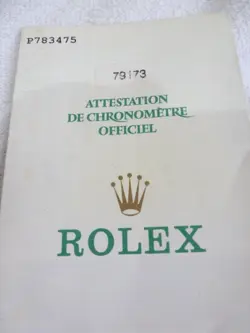 P783475
79173
ATTESTATION
DE CHRONOMÈTRE
OFFICIEL
ROLEX